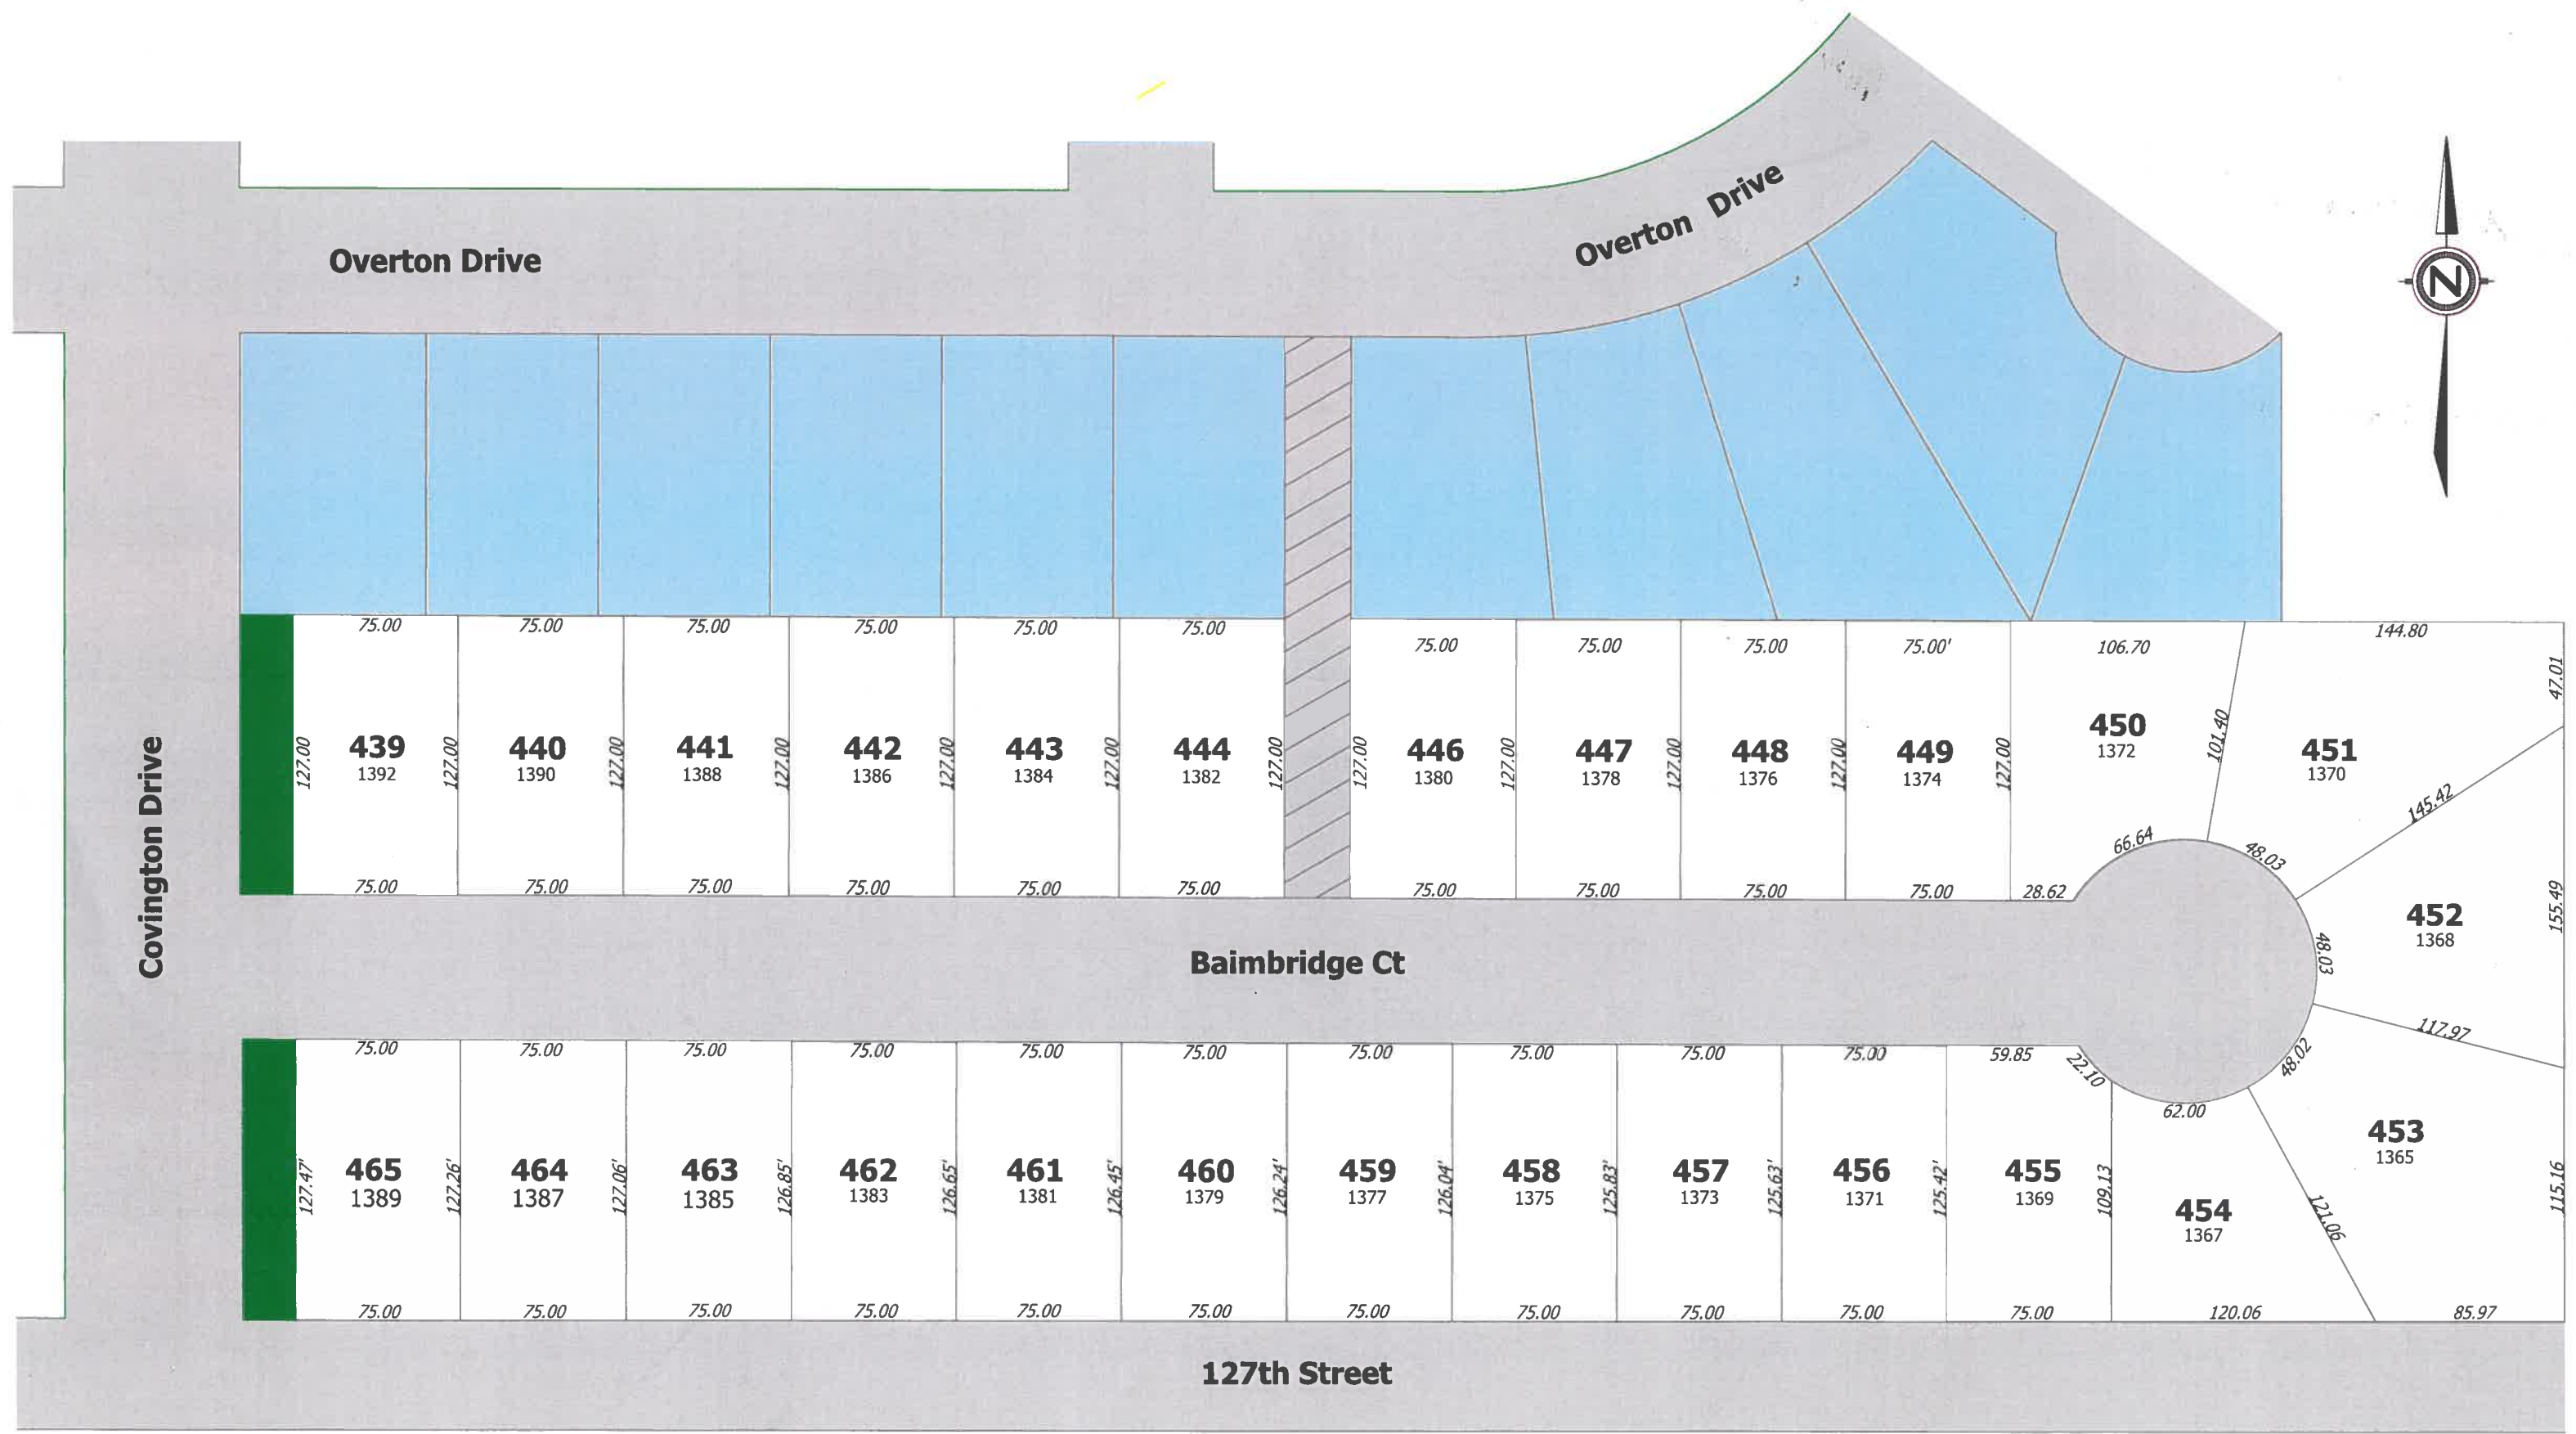 Overton Drive
Overton Drive
N
75.00 75.00 75.00 75.00 75.00 75.00
144.80
75.00 75.00 75.00 75.00' 106.70
47.01
127.00 439 127.00 440 127.00 441 127.00 442 127.00 443 127.00 444 127.00
1392 1390 1388 1386 1384 1382
127.00 446 127.00 447 127.00 448 127.00 449 127.00
1380 1378 1376 1374
450
1372
101.40
451
1370
145.42
66.64
48.03
75.00 75.00 75.00 75.00 75.00 75.00
75.00 75.00 75.00 75.00 28.62
452
1368
155.49
48.03
Covington Drive
Baimbridge Ct
117.97
48.02
75.00 75.00 75.00 75.00 75.00 75.00 75.00 75.00 75.00 75.00 59.85
22.10
62.00
453
1365
127.47' 465 127.26' 464 127.06' 463 126.85' 462 126.65' 461 126.45' 460 126.24' 459 126.04' 458 125.83' 457 125.63' 456 125.42' 455 109.13
1389 1387 1385 1383 1381 1379 1377 1375 1373 1371 1369
454
1367
121.06
115.16
75.00 75.00 75.00 75.00 75.00 75.00 75.00 75.00 75.00 75.00 75.00 120.06 85.97
127th Street